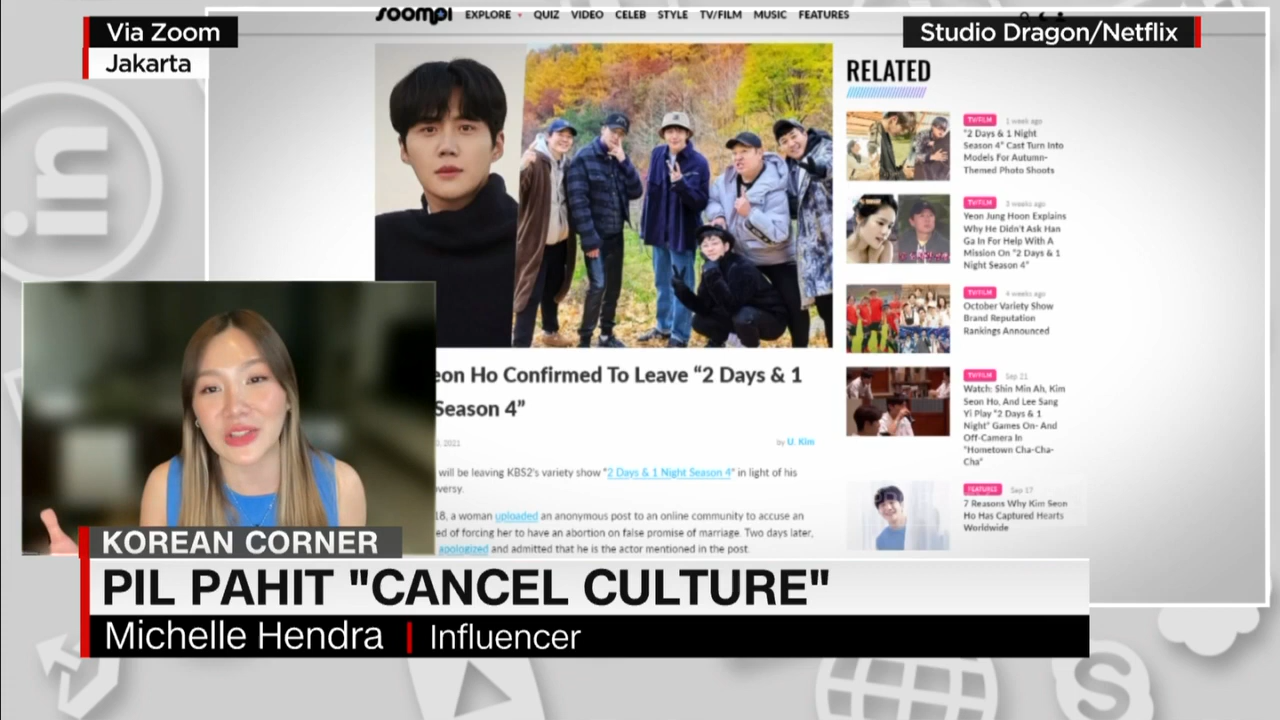 Via Zoom
Jakarta
Studio Dragon/Netflix
soompi EXPLORE QUIZ VIDEO CELEB STYLE TV/FILM MUSIC FEATURES
RELATED
TV/FILM 1 week ago
"2 Days & 1 Night
Season 4" Cast Turn Into
Models For Autumn-
Themed Photo Shoots
TV/FILM 3 weeks ago
Yeon Jung Hoon Explains
Why He Didn't Ask Han
Ga In For Help With A
Mission On "2 Days & 1
Night Season 4"
TV/FILM 4 weeks ago
October Variety Show
Brand Reputation
Rankings Announced
TV/FILM Sep 21
Watch: Shin Min Ah, Kim
Seon Ho, And Lee Sang
Yi Play "2 Days & 1
Night" Games On- And
Off-Camera In
"Hometown Cha-Cha-
Cha"
FEATURES Sep 17
7 Reasons Why Kim Seon
Ho Has Captured Hearts
Worldwide
eon Ho Confirmed To Leave "2 Days & 1
Season 4"
0, 2021 by U. Kim
will be leaving KBS2's variety show "2 Days & 1 Night Season 4" in light of his
versy.
18, a woman uploaded an anonymous post to an online community to accuse an
ed of forcing her to have an abortion on false promise of marriage. Two days later,
apologized and admitted that he is the actor mentioned in the post.
in
KOREAN CORNER
PIL PAHIT "CANCEL CULTURE"
Michelle Hendra | Influencer